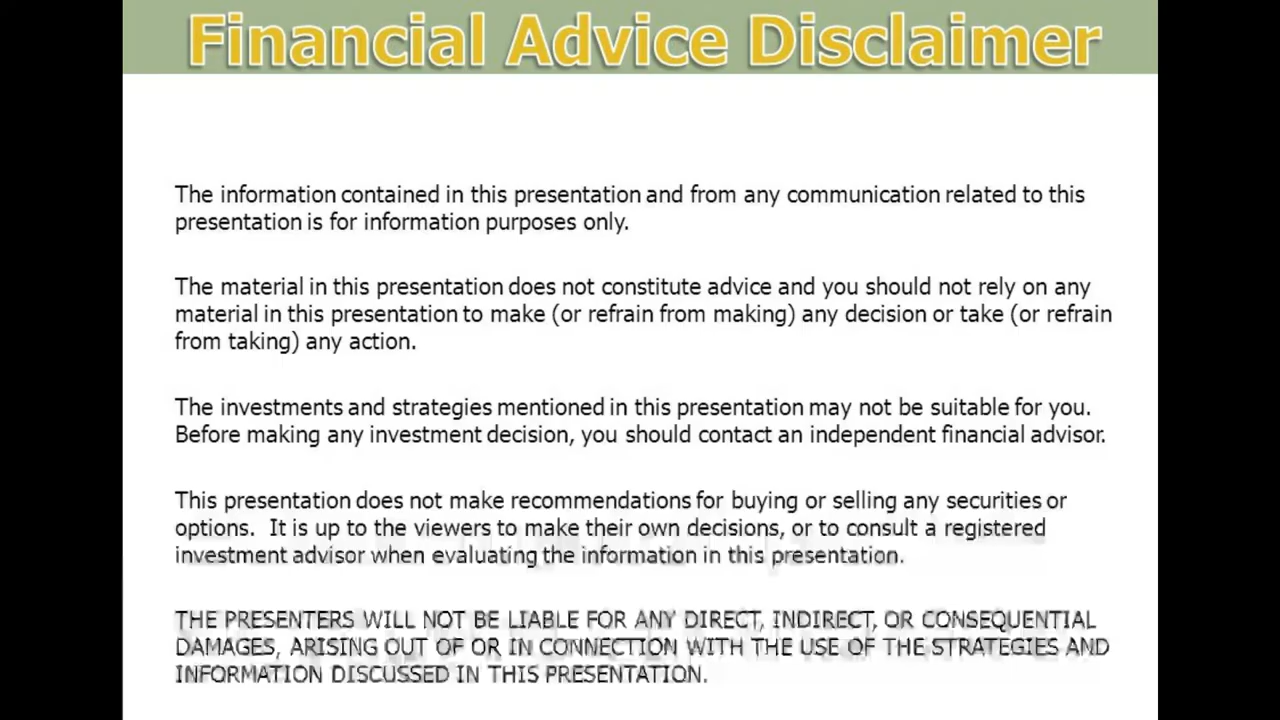 Financial Advice Disclaimer
The information contained in this presentation and from any communication related to this
presentation is for information purposes only.
The material in this presentation does not constitute advice and you should not rely on any
material in this presentation to make (or refrain from making) any decision or take (or refrain
from taking) any action.
The investments and strategies mentioned in this presentation may not be suitable for you.
Before making any investment decision, you should contact an independent financial advisor.
This presentation does not make recommendations for buying or selling any securities or
options.  It is up to the viewers to make their own decisions, or to consult a registered
investment advisor when evaluating the information in this presentation.
THE PRESENTERS WILL NOT BE LIABLE FOR ANY DIRECT, INDIRECT, OR CONSEQUENTIAL
DAMAGES, ARISING OUT OF OR IN CONNECTION WITH THE USE OF THE STRATEGIES AND
INFORMATION DISCUSSED IN THIS PRESENTATION.